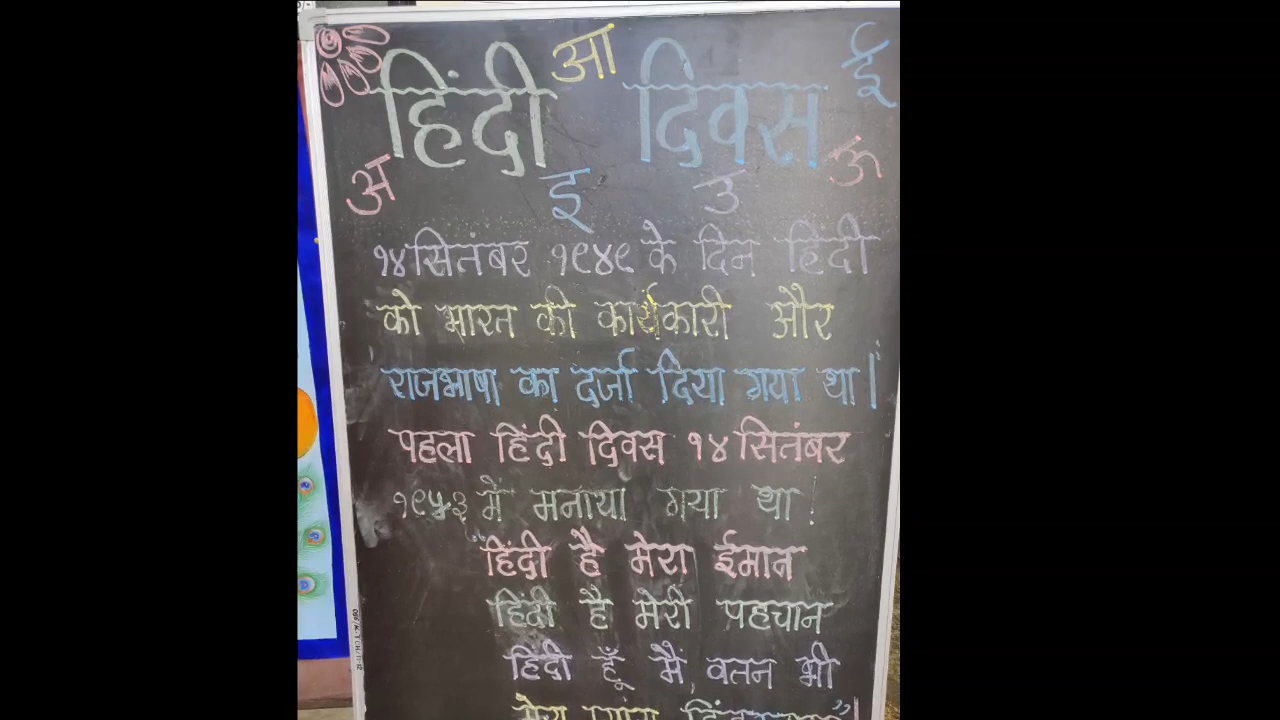 आ ई
हिंदी दिवस
अ इ उ ऊ
१४ सितंबर १९४९ के दिन हिंदी
को भारत की कार्यकारी और
राजभाषा का दर्जा दिया गया था।
पहला हिंदी दिवस १४ सितंबर
१९५३ में मनाया गया था!
"हिंदी है मेरा ईमान
हिंदी है मेरी पहचान
हिंदी हूँ मैं, वतन भी
मेरा